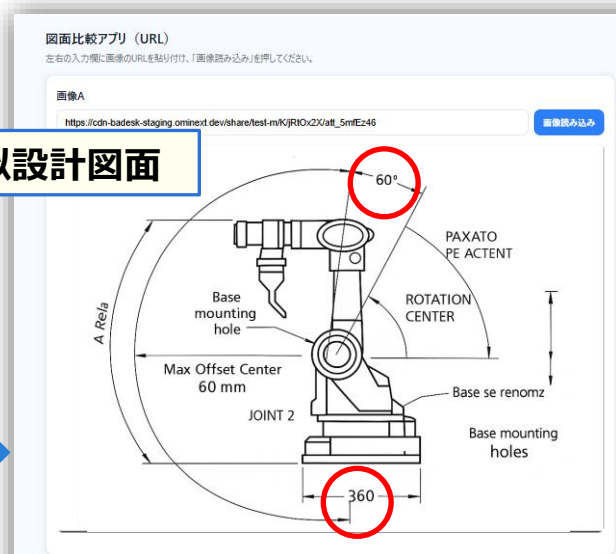 図面比較アプリ（URL）
左右の入力欄に画像のURLを貼り付け、「画像読み込み」を押してください。
画像A
https://cdn-badesk-staging.ominext.dev/share/test-m/K/jRtOx2X/att_5mfEz46
画像読み込み
設計図面
60°
PAXATO
PE ACTENT
A Rela
Base
mounting
hole
ROTATION
CENTER
Max Offset Center
60 mm
Base se renomz
JOINT 2
Base mounting
holes
360